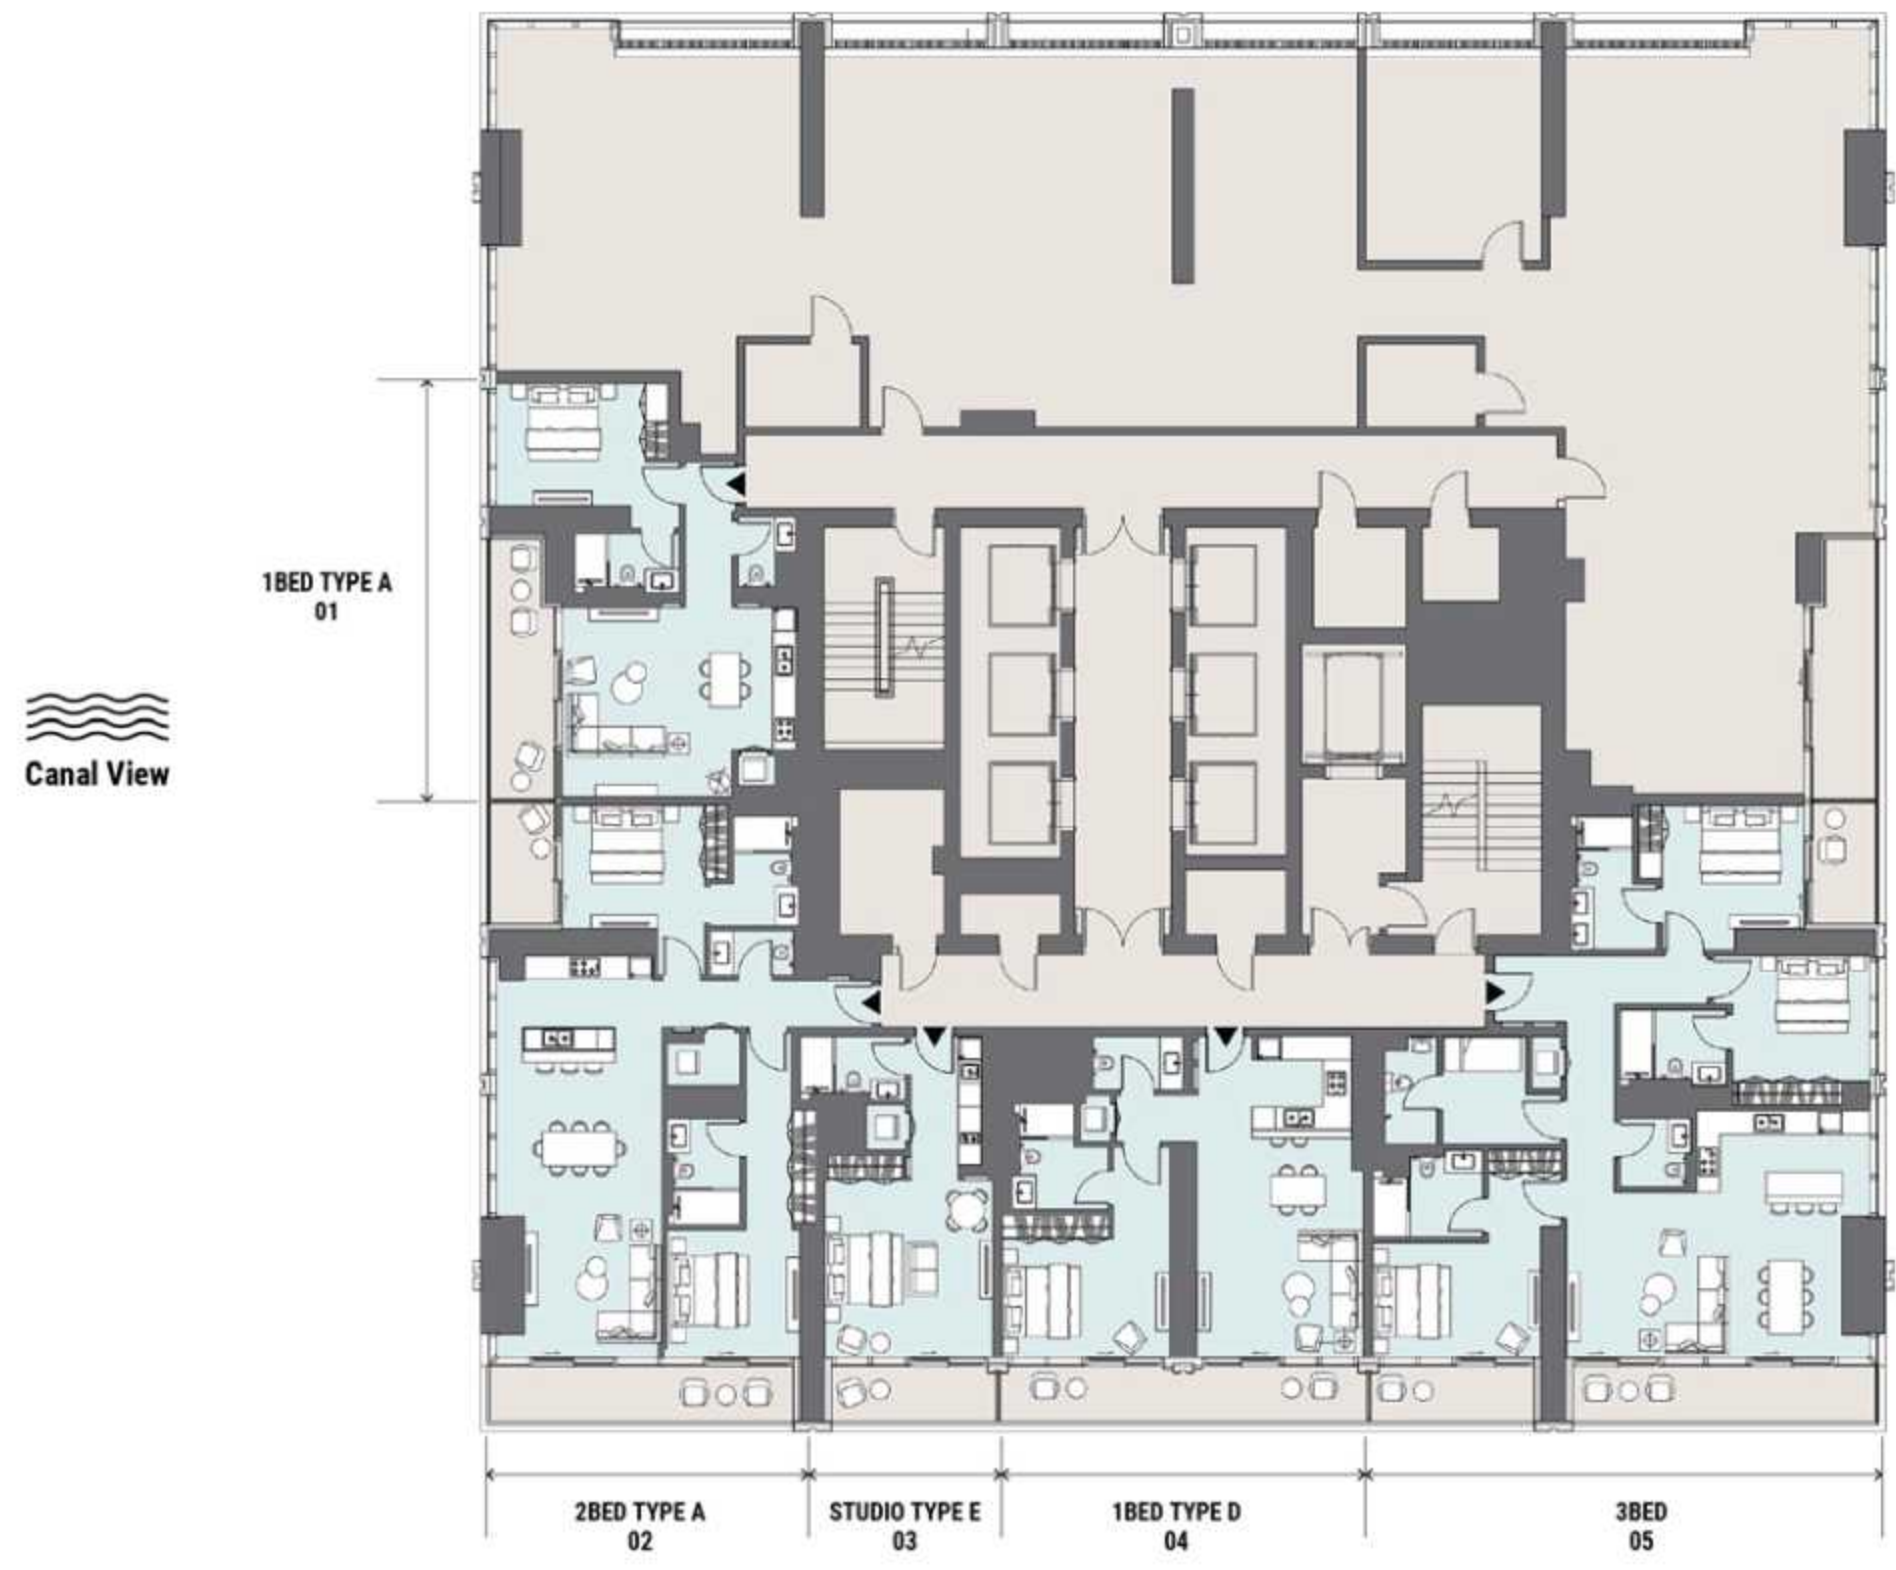 1BED TYPE A
01
Canal View
2BED TYPE A
02
STUDIO TYPE E
03
1BED TYPE D
04
3BED
05